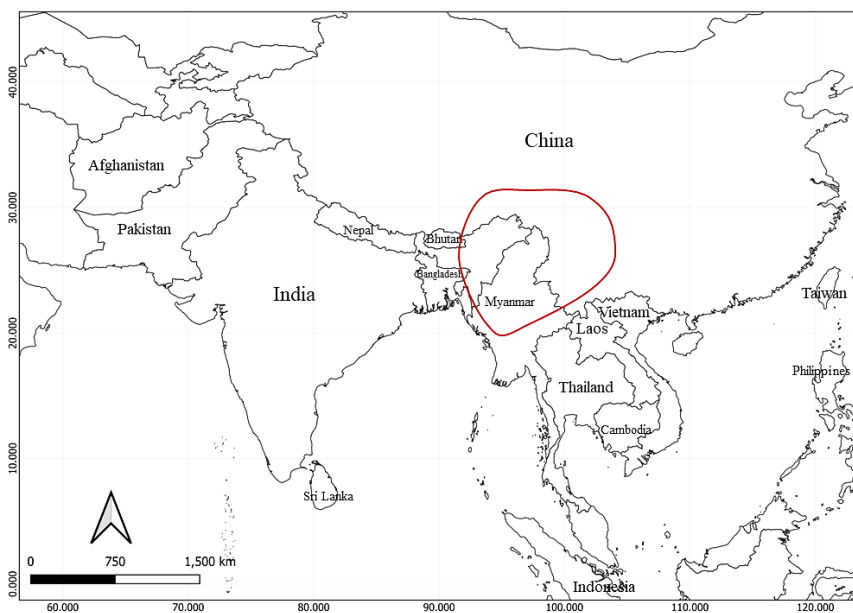 40.000
China
Afghanistan
30.000
Pakistan
Nepal
Bhutan
Bangladesh
India
Myanmar
Taiwan
Vietnam
20.000
Laos
Philippines
Thailand
Cambodia
10.000
Sri Lanka
0 750 1,500 km
0.000
Indonesia
60.000 70.000 80.000 90.000 100.000 110.000 120.000